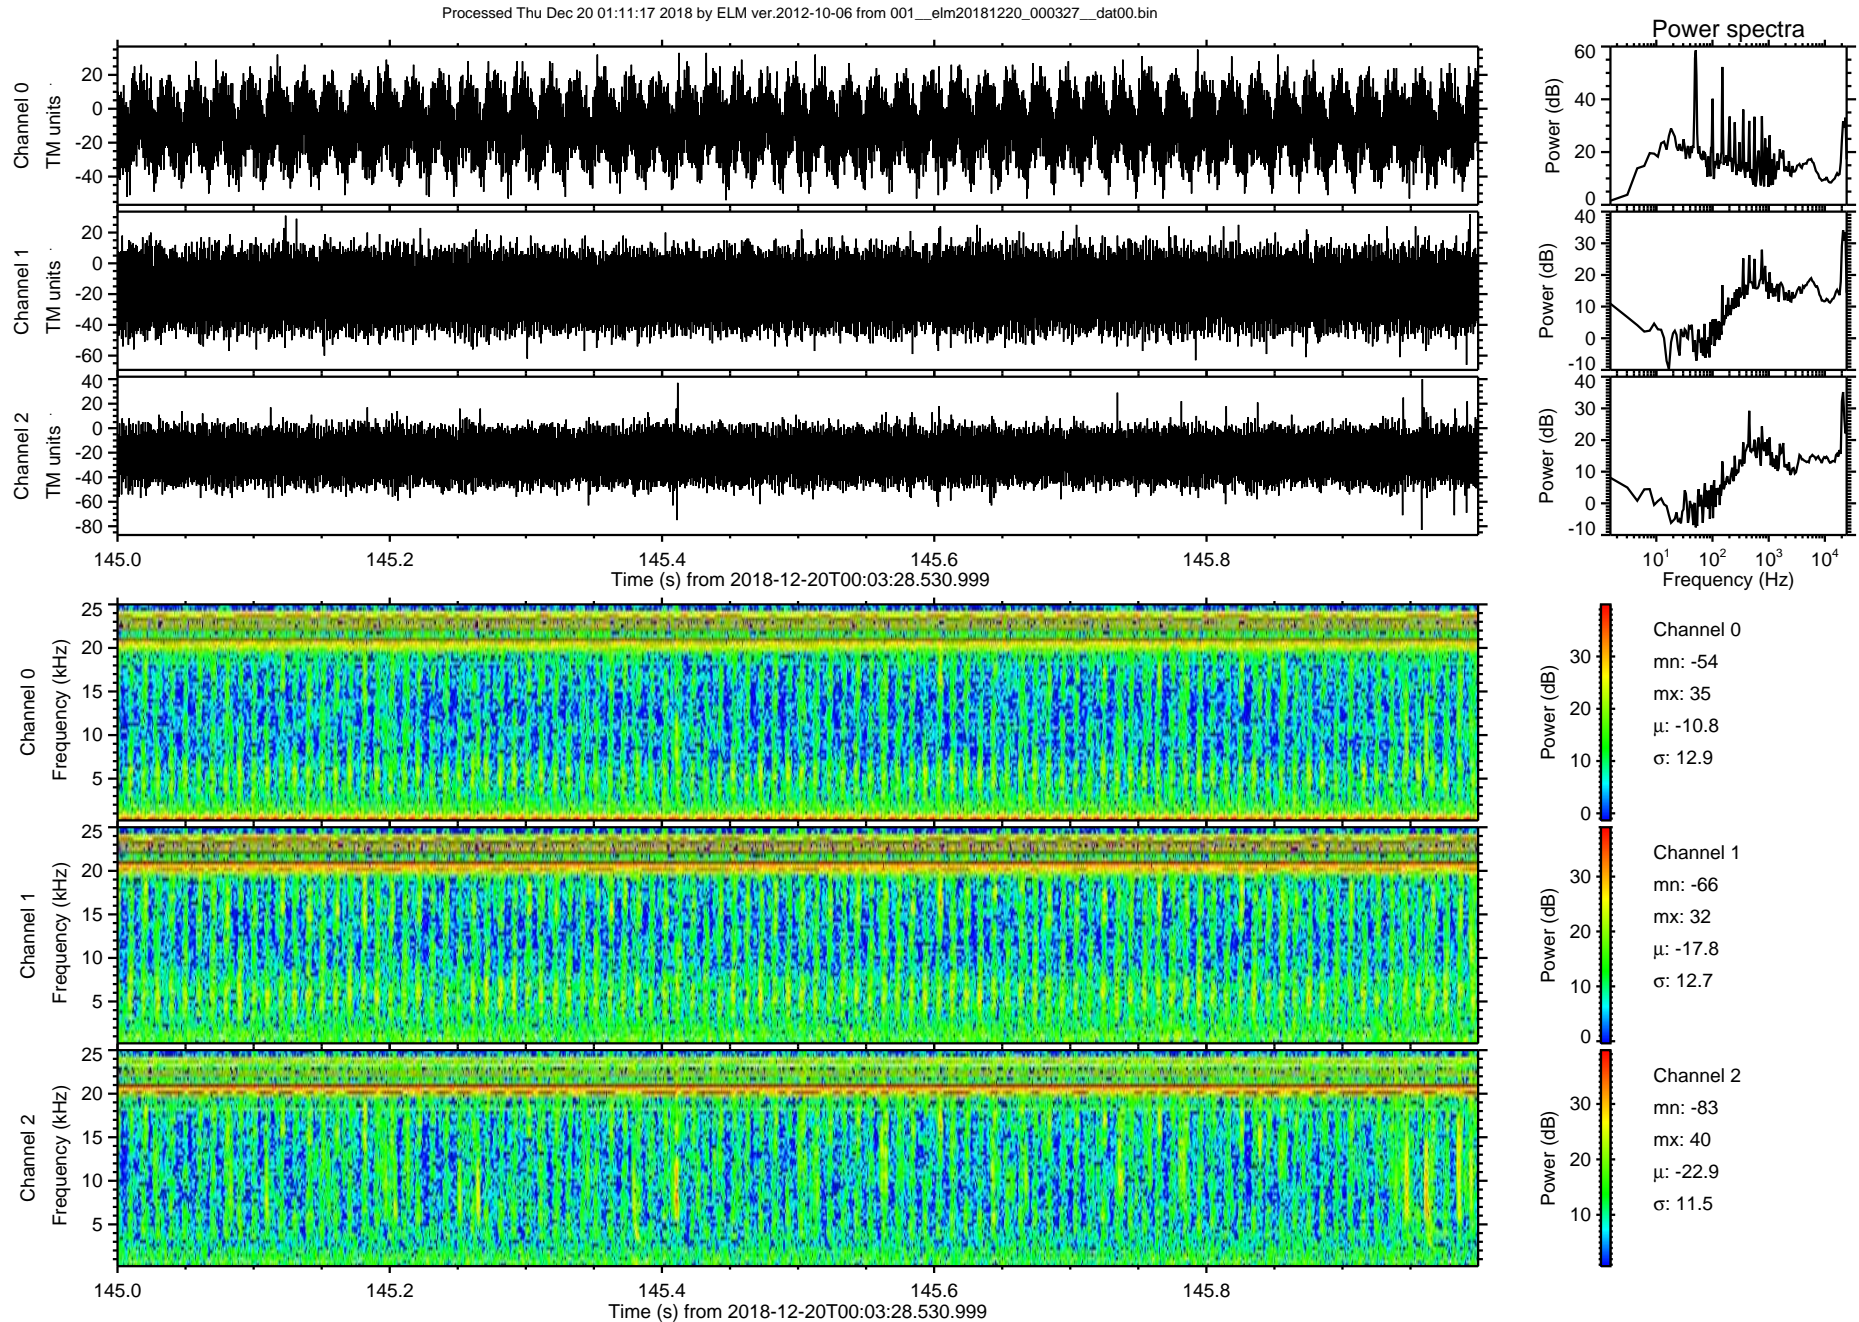 Processed Thu Dec 20 01:11:17 2018 by ELM ver.2012-10-06 from 001__elm20181220_000327__dat00.bin
Power spectra
Channel 0
TM units
20
0
-20
-40
Power (dB)
60
40
20
0
Channel 1
TM units
20
0
-20
-40
-60
Power (dB)
40
30
20
10
0
-10
Channel 2
TM units
40
20
0
-20
-40
-60
-80
Power (dB)
40
30
20
10
0
-10
145.0 145.2 145.4 145.6 145.8
Time (s) from 2018-12-20T00:03:28.530.999
10^1 10^2 10^3 10^4
Frequency (Hz)
Channel 0
Frequency (kHz)
25
20
15
10
5
Power (dB)
30
20
10
0
Channel 0
mn: -54
mx: 35
μ: -10.8
σ: 12.9
Channel 1
Frequency (kHz)
25
20
15
10
5
Power (dB)
30
20
10
0
Channel 1
mn: -66
mx: 32
μ: -17.8
σ: 12.7
Channel 2
Frequency (kHz)
25
20
15
10
5
Power (dB)
30
20
10
Channel 2
mn: -83
mx: 40
μ: -22.9
σ: 11.5
145.0 145.2 145.4 145.6 145.8
Time (s) from 2018-12-20T00:03:28.530.999